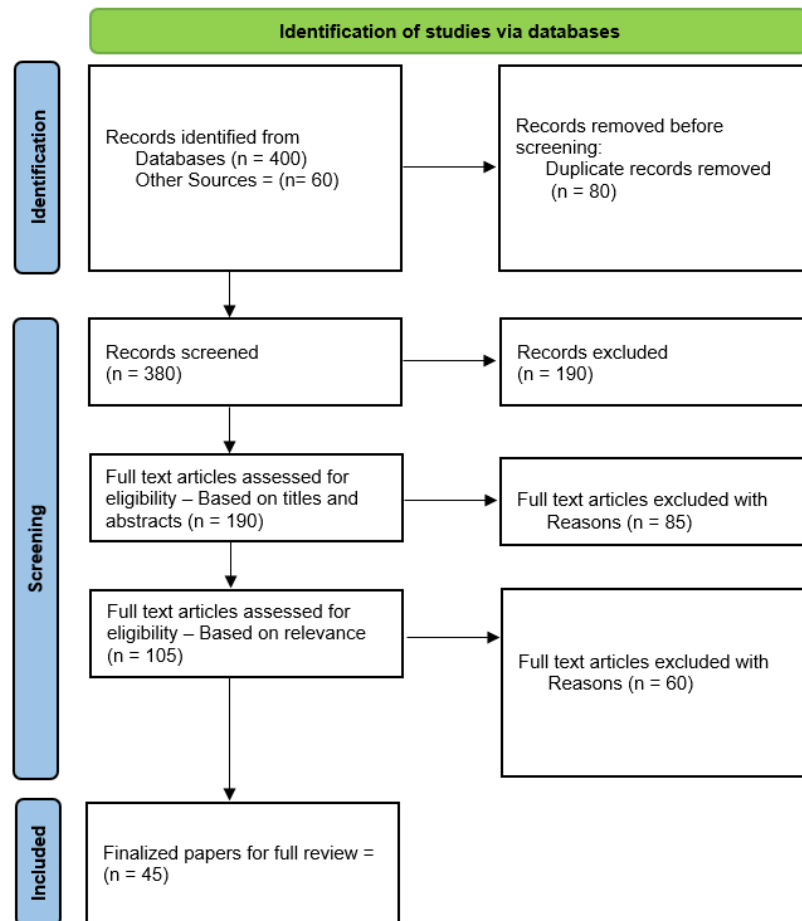 Identification of studies via databases
Identification
Records identified from
Databases (n = 400)
Other Sources = (n= 60)
Records removed before
screening:
Duplicate records removed
(n = 80)
Screening
Records screened
(n = 380)
Records excluded
(n = 190)
Full text articles assessed for
eligibility – Based on titles and
abstracts (n = 190)
Full text articles excluded with
Reasons (n = 85)
Full text articles assessed for
eligibility – Based on relevance
(n = 105)
Full text articles excluded with
Reasons (n = 60)
Included
Finalized papers for full review =
(n = 45)